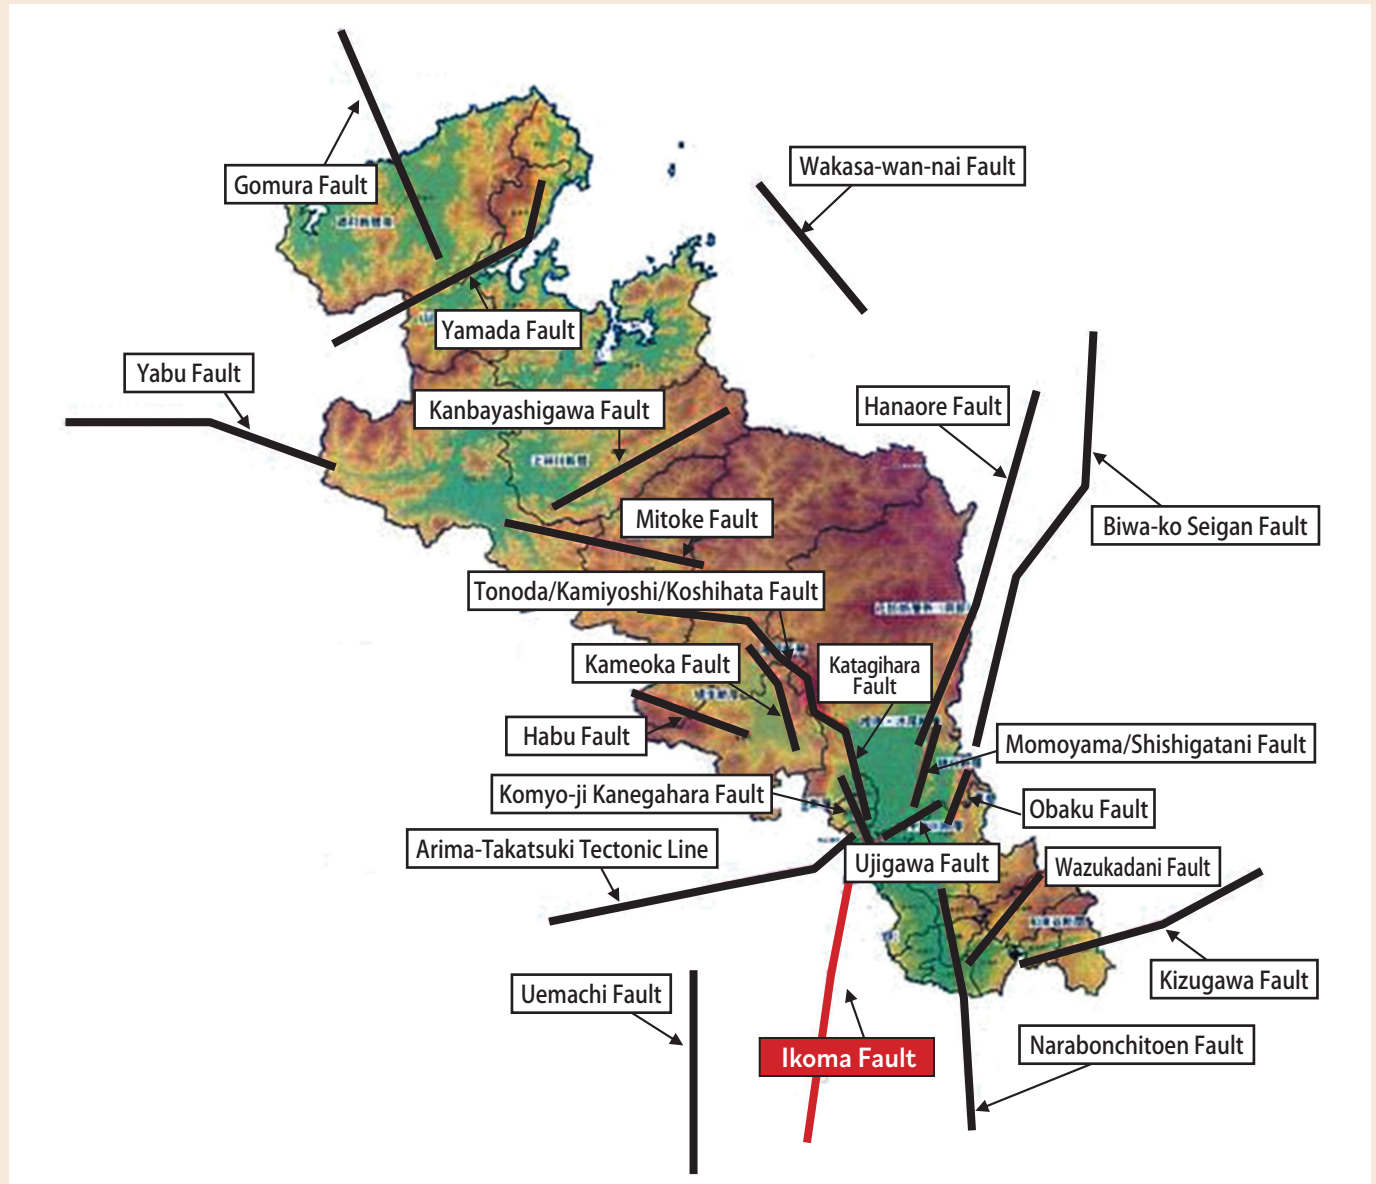 Gomura Fault
Wakasa-wan-nai Fault
Yamada Fault
Yabu Fault
Kanbayashigawa Fault
Hanaore Fault
Mitoke Fault
Biwa-ko Seigan Fault
Tonoda/Kamiyoshi/Koshihata Fault
Kameoka Fault
Katagihara
Fault
Habu Fault
Momoyama/Shishigatani Fault
Komyo-ji Kanegahara Fault
Obaku Fault
Arima-Takatsuki Tectonic Line
Ujigawa Fault
Wazukadani Fault
Kizugawa Fault
Uemachi Fault
Ikoma Fault
Narabonchitoen Fault